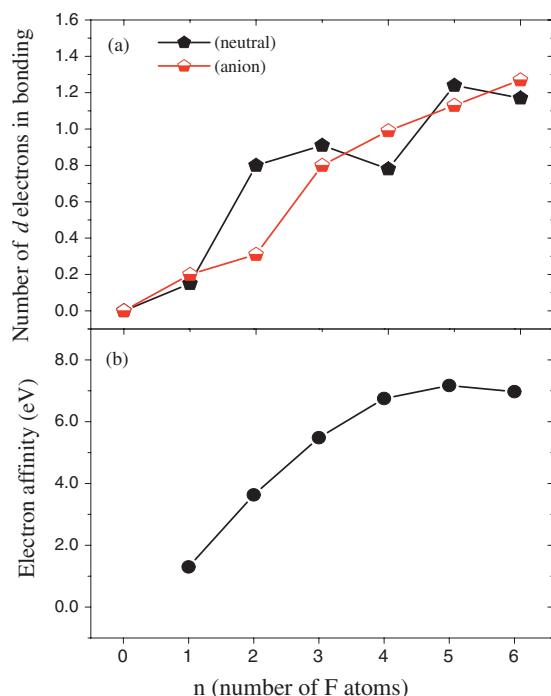 (a)
(neutral)
(anion)
Number of d electrons in bonding
1.6
1.4
1.2
1.0
0.8
0.6
0.4
0.2
0.0
(b)
Electron affinity (eV)
8.0
6.0
4.0
2.0
0.0
0 1 2 3 4 5 6
n (number of F atoms)